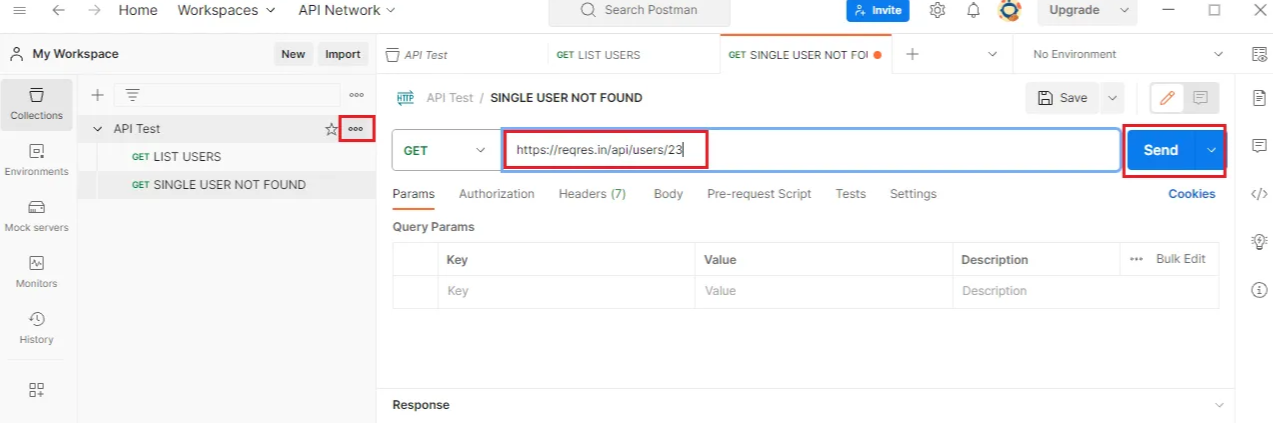 Home Workspaces API Network Search Postman Invite Upgrade
My Workspace New Import API Test GET LIST USERS GET SINGLE USER NOT FOU No Environment
Collections
API Test / SINGLE USER NOT FOUND Save
API Test
GET LIST USERS
GET SINGLE USER NOT FOUND
Environments
Mock servers
Monitors
History
HTTP
GET https://reqres.in/api/users/23 Send
Params Authorization Headers (7) Body Pre-request Script Tests Settings Cookies
Query Params
Key Value Description ••• Bulk Edit
Key Value Description
Response